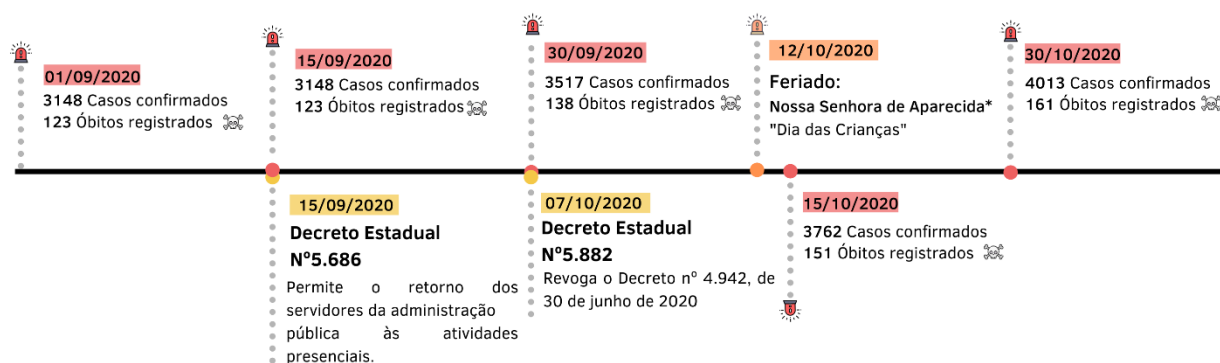 01/09/2020
3148 Casos confirmados
123 Óbitos registrados
15/09/2020
3148 Casos confirmados
123 Óbitos registrados
30/09/2020
3517 Casos confirmados
138 Óbitos registrados
12/10/2020
Feriado:
Nossa Senhora de Aparecida*
"Dia das Crianças"
30/10/2020
4013 Casos confirmados
161 Óbitos registrados
15/09/2020
Decreto Estadual
Nº5.686
Permite o retorno dos
servidores da administração
pública às atividades
presenciais.
07/10/2020
Decreto Estadual
Nº5.882
Revoga o Decreto nº 4.942, de
30 de junho de 2020
15/10/2020
3762 Casos confirmados
151 Óbitos registrados